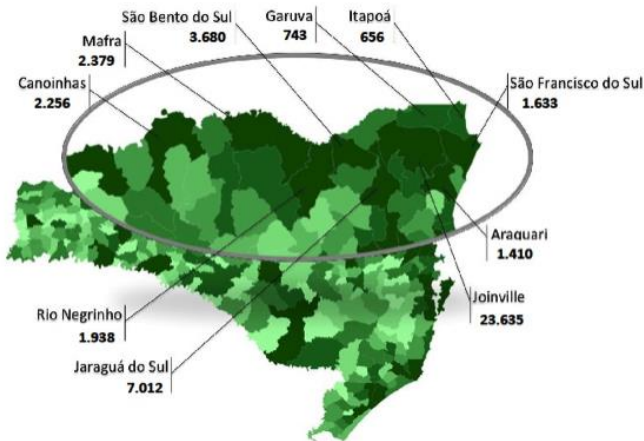 São Bento do Sul
3.680
Garuva
743
Itapoá
656
Mafra
2.379
Canoinhas
2.256
São Francisco do Sul
1.633
Araquari
1.410
Joinville
23.635
Rio Negrinho
1.938
Jaraguá do Sul
7.012